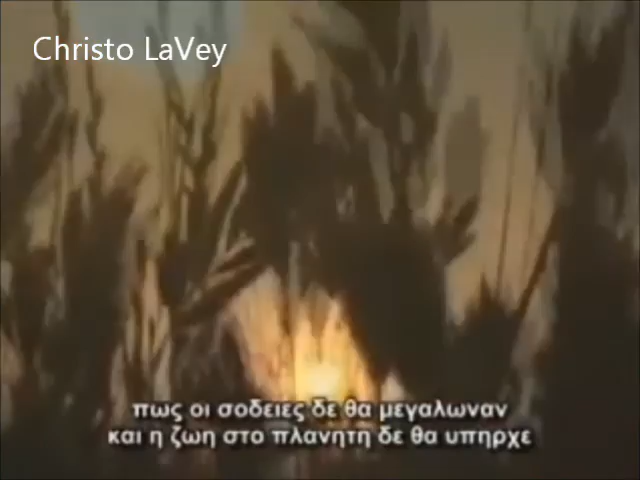 Christo LaVey
πως οι σοδειες δε θα μεγαλωναν
και η ζωη στο πλανητη δε θα υπηρχε